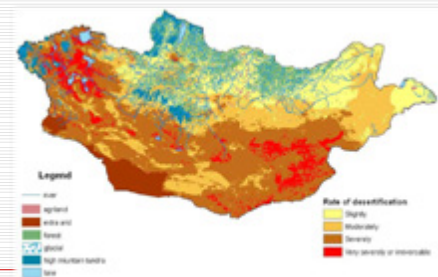 Legend
river
agriland
extra arid
forest
glacial
high mountain tundra
lake
Rate of desertification
Slightly
Moderately
Severely
Very severely or irreversible